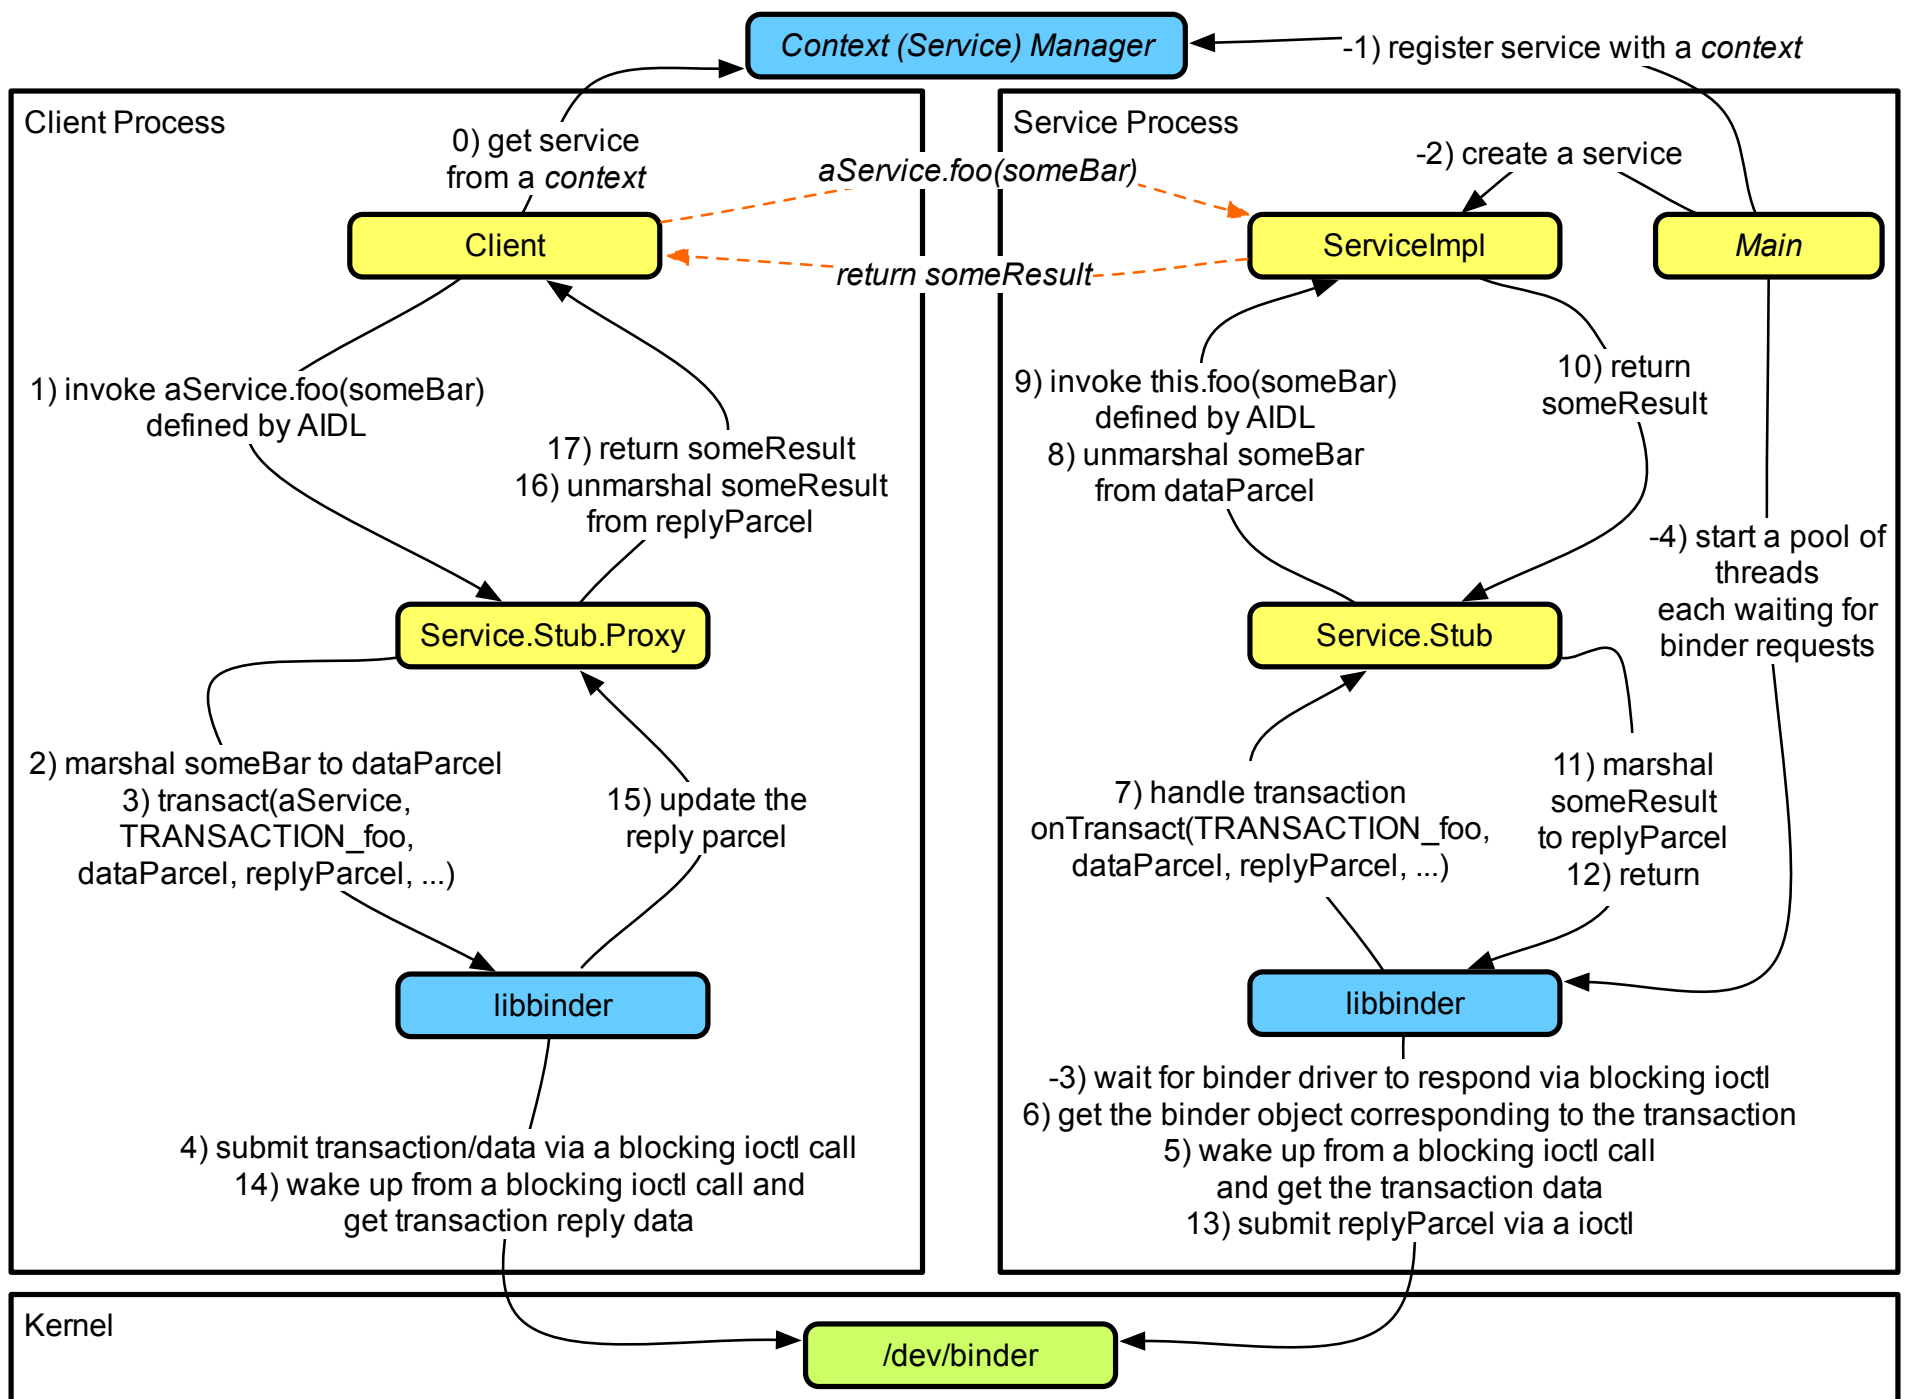 Context (Service) Manager
-1) register service with a context
Client Process
0) get service
from a context
aService.foo(someBar)
Service Process
-2) create a service
Client
return someResult
ServiceImpl
Main
1) invoke aService.foo(someBar)
defined by AIDL
17) return someResult
16) unmarshal someResult
from replyParcel
9) invoke this.foo(someBar)
defined by AIDL
8) unmarshal someBar
from dataParcel
10) return
someResult
-4) start a pool of
threads
each waiting for
binder requests
Service.Stub.Proxy
Service.Stub
2) marshal someBar to dataParcel
3) transact(aService,
TRANSACTION_foo,
dataParcel, replyParcel, ...)
15) update the
reply parcel
7) handle transaction
onTransact(TRANSACTION_foo,
dataParcel, replyParcel, ...)
11) marshal
someResult
to replyParcel
12) return
libbinder
libbinder
4) submit transaction/data via a blocking ioctl call
14) wake up from a blocking ioctl call and
get transaction reply data
-3) wait for binder driver to respond via blocking ioctl
6) get the binder object corresponding to the transaction
5) wake up from a blocking ioctl call
and get the transaction data
13) submit replyParcel via a ioctl
Kernel
/dev/binder